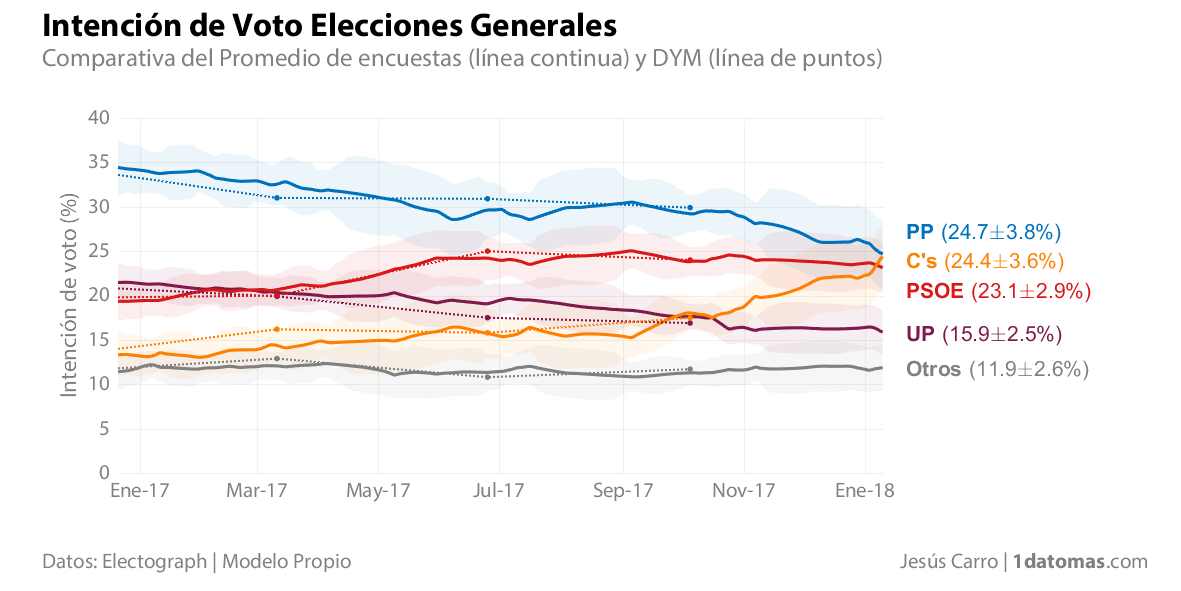 Intención de Voto Elecciones Generales
Comparativa del Promedio de encuestas (línea continua) y DYM (línea de puntos)
Intención de voto (%)
40
35
30
25
20
15
10
5
0
Ene-17 Mar-17 May-17 Jul-17 Sep-17 Nov-17 Ene-18
PP (24.7±3.8%)
C's (24.4±3.6%)
PSOE (23.1±2.9%)
UP (15.9±2.5%)
Otros (11.9±2.6%)
Datos: Electograph | Modelo Propio
Jesús Carro | 1datomas.com